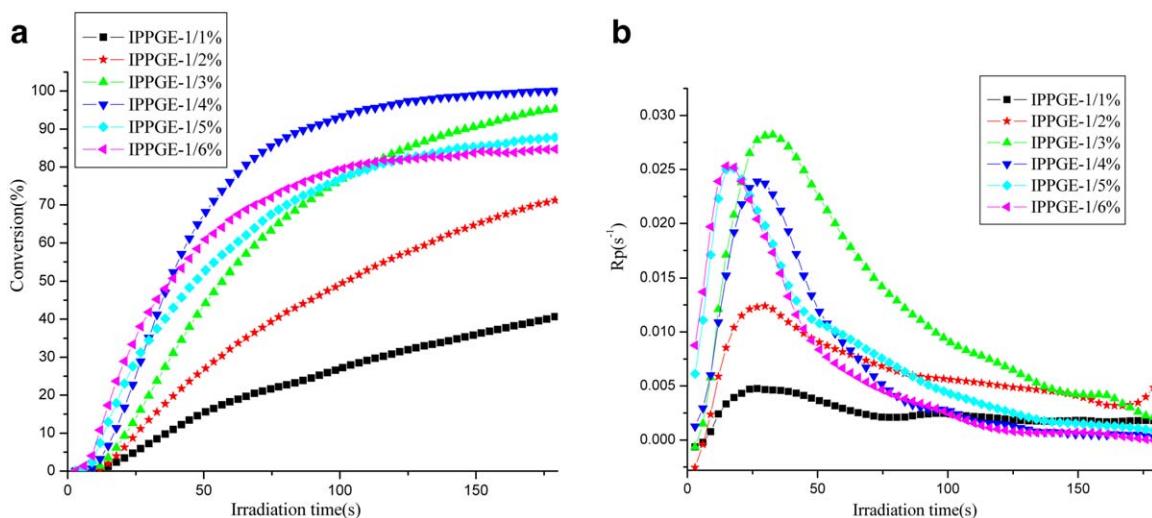 a
IPPGE-1/1%
IPPGE-1/2%
IPPGE-1/3%
IPPGE-1/4%
IPPGE-1/5%
IPPGE-1/6%
100
90
80
70
60
50
40
30
20
10
0
Conversion(%)
0 50 100 150
Irradiation time(s)
b
IPPGE-1/1%
IPPGE-1/2%
IPPGE-1/3%
IPPGE-1/4%
IPPGE-1/5%
IPPGE-1/6%
0.030
0.025
0.020
0.015
0.010
0.005
0.000
Rp(s⁻¹)
0 50 100 150
Irradiation time(s)